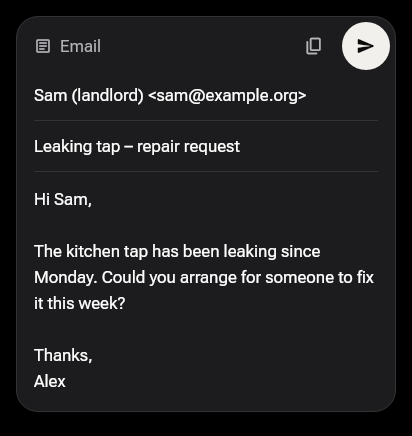 Email
Sam (landlord) <sam@example.org>
Leaking tap – repair request
Hi Sam,
The kitchen tap has been leaking since
Monday. Could you arrange for someone to fix
it this week?
Thanks,
Alex